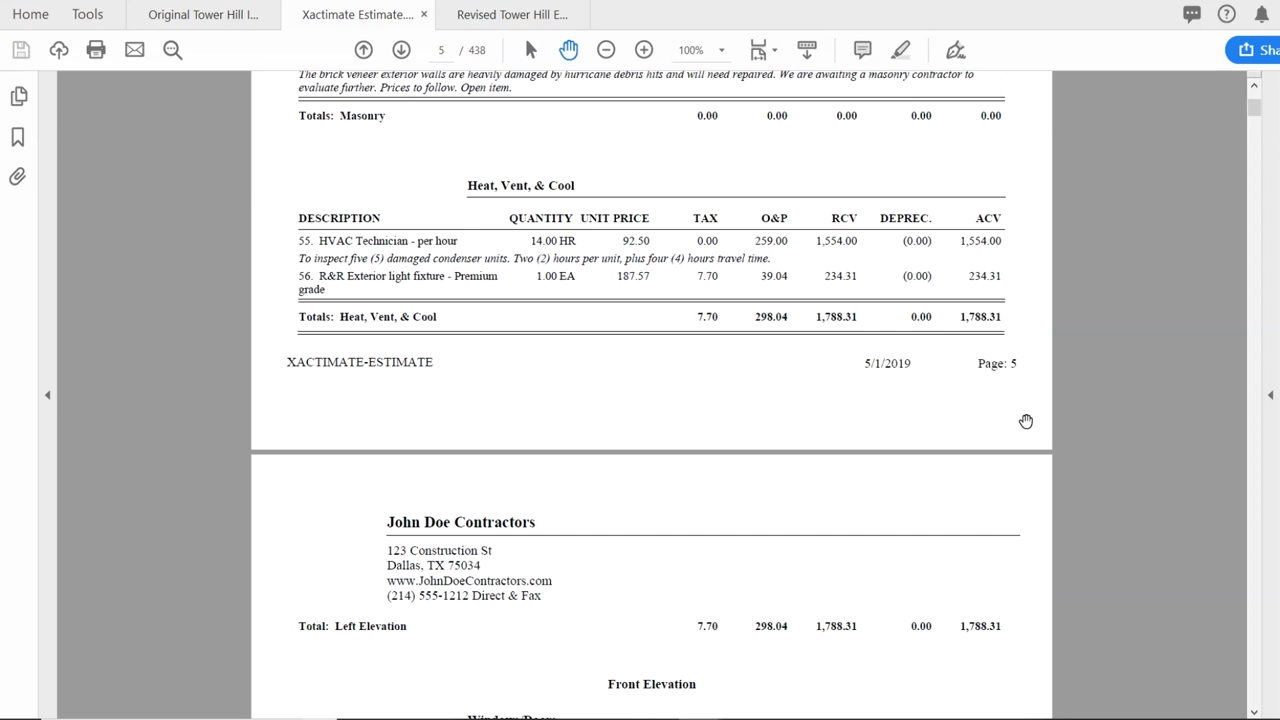 Home Tools Original Tower Hill I... Xactimate Estimate.... × Revised Tower Hill E...
5 / 438 100% Sha
The brick veneer exterior walls are heavily damaged by hurricane debris hits and will need repaired. We are awaiting a masonry contractor to
evaluate further. Prices to follow. Open item.
Totals: Masonry 0.00 0.00 0.00 0.00 0.00
Heat, Vent, & Cool
DESCRIPTION QUANTITY UNIT PRICE TAX O&P RCV DEPREC. ACV
55. HVAC Technician - per hour 14.00 HR 92.50 0.00 259.00 1,554.00 (0.00) 1,554.00
To inspect five (5) damaged condenser units. Two (2) hours per unit, plus four (4) hours travel time.
56. R&R Exterior light fixture - Premium 1.00 EA 187.57 7.70 39.04 234.31 (0.00) 234.31
grade
Totals: Heat, Vent, & Cool 7.70 298.04 1,788.31 0.00 1,788.31
XACTIMATE-ESTIMATE 5/1/2019 Page: 5
John Doe Contractors
123 Construction St
Dallas, TX 75034
www.JohnDoeContractors.com
(214) 555-1212 Direct & Fax
Total: Left Elevation 7.70 298.04 1,788.31 0.00 1,788.31
Front Elevation